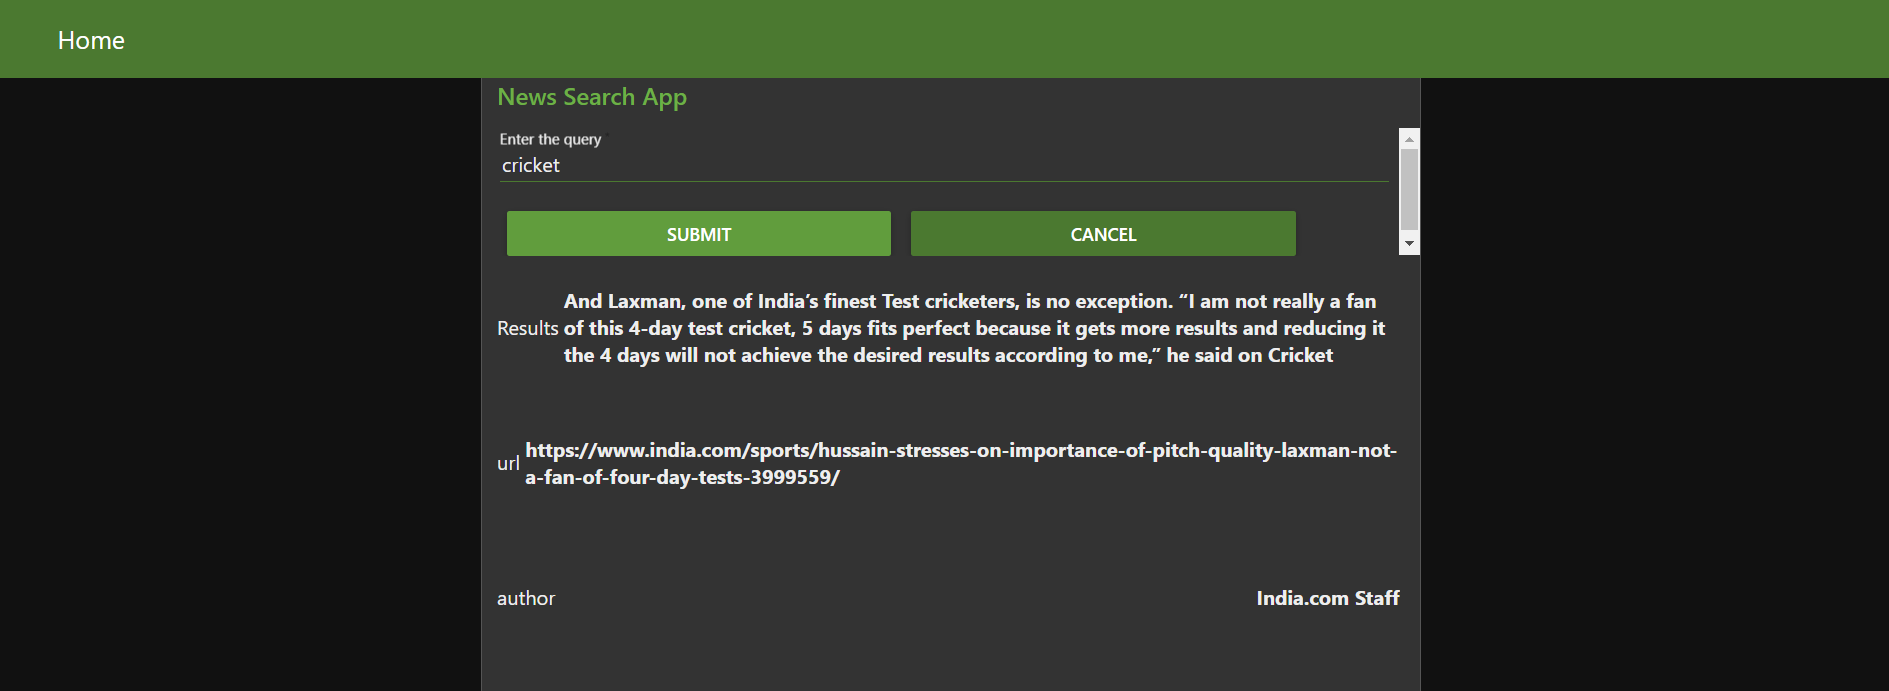 Home
News Search App
Enter the query *
cricket
SUBMIT CANCEL
And Laxman, one of India’s finest Test cricketers, is no exception. “I am not really a fan
Results of this 4-day test cricket, 5 days fits perfect because it gets more results and reducing it
the 4 days will not achieve the desired results according to me,” he said on Cricket
https://www.india.com/sports/hussain-stresses-on-importance-of-pitch-quality-laxman-not-
url
a-fan-of-four-day-tests-3999559/
author India.com Staff